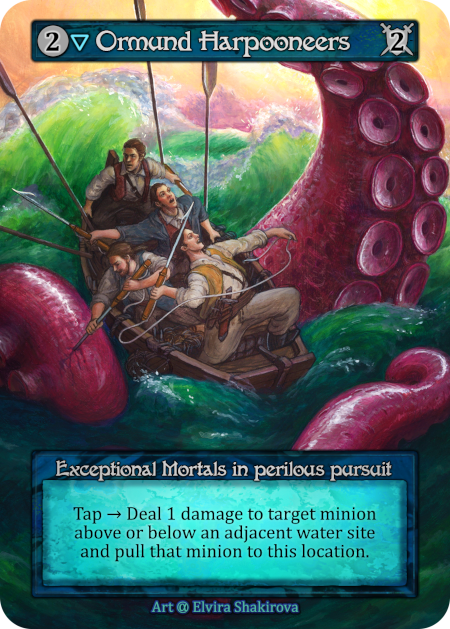 2 Ormund Harpooneers 2
Exceptional Mortals in perilous pursuit
Tap → Deal 1 damage to target minion
above or below an adjacent water site
and pull that minion to this location.
Art @ Elvira Shakirova